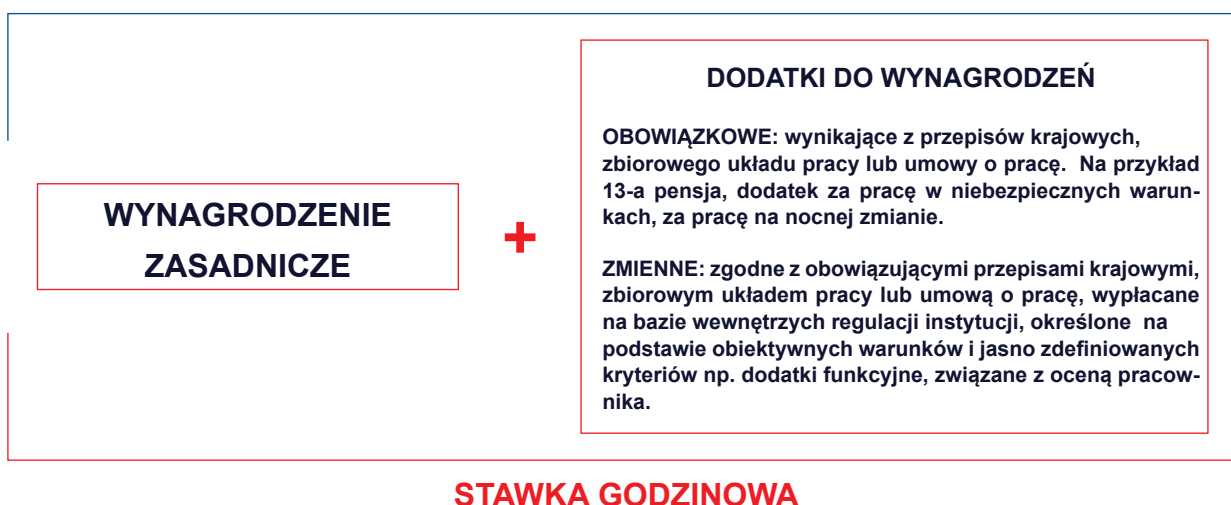 WYNAGRODZENIE
ZASADNICZE
+
DODATKI DO WYNAGRODZEŃ
OBOWIĄZKOWE: wynikające z przepisów krajowych,
zbiorowego układu pracy lub umowy o pracę. Na przykład
13-a pensja, dodatek za pracę w niebezpiecznych warun-
kach, za pracę na nocnej zmianie.
ZMIENNE: zgodne z obowiązującymi przepisami krajowymi,
zbiorowym układem pracy lub umową o pracę, wypłacane
na bazie wewnętrzych regulacji instytucji, określone na
podstawie obiektywnych warunków i jasno zdefiniowanych
kryteriów np. dodatki funkcyjne, związane z oceną pracow-
nika.
STAWKA GODZINOWA